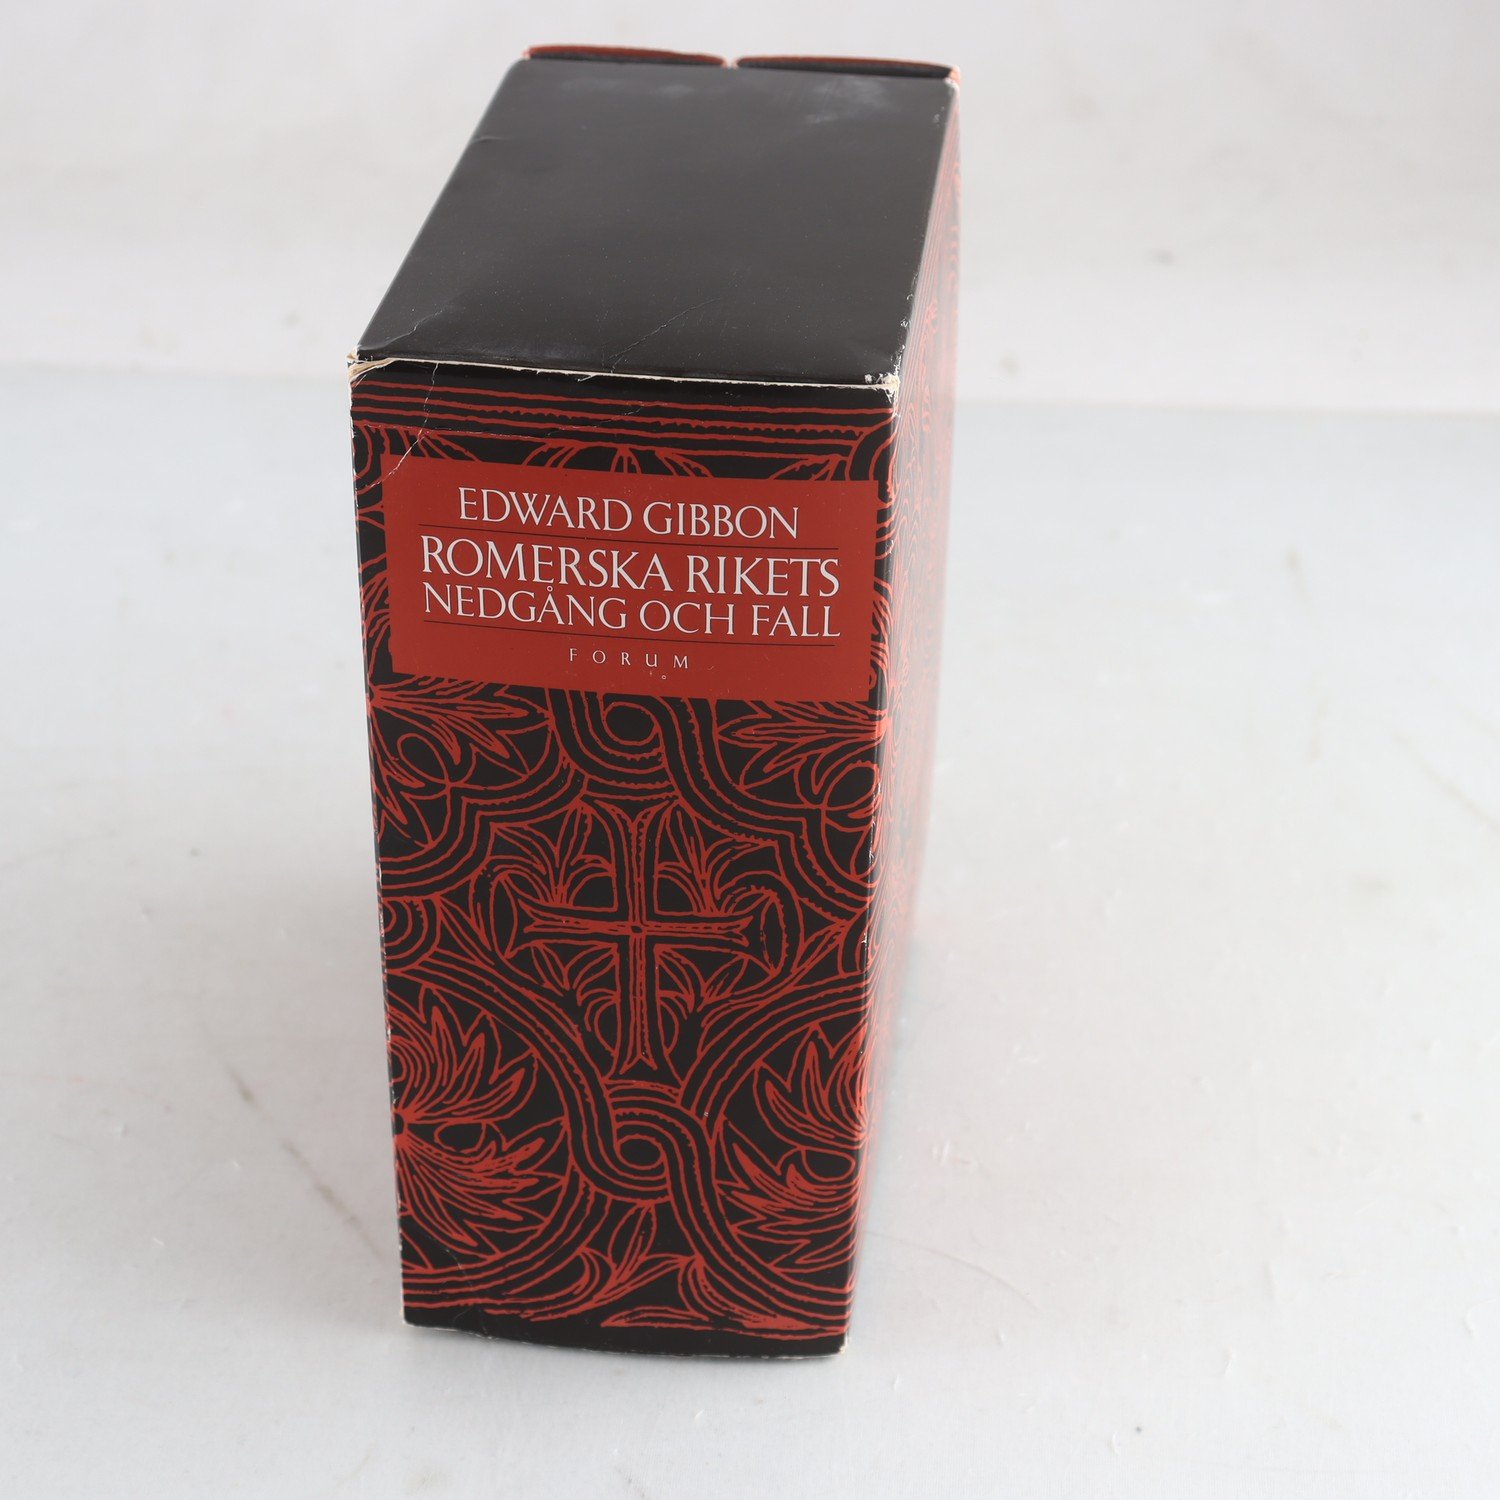 EDWARD GIBBON
ROMERSKA RIKETS
NEDGÅNG OCH FALL
FORUM